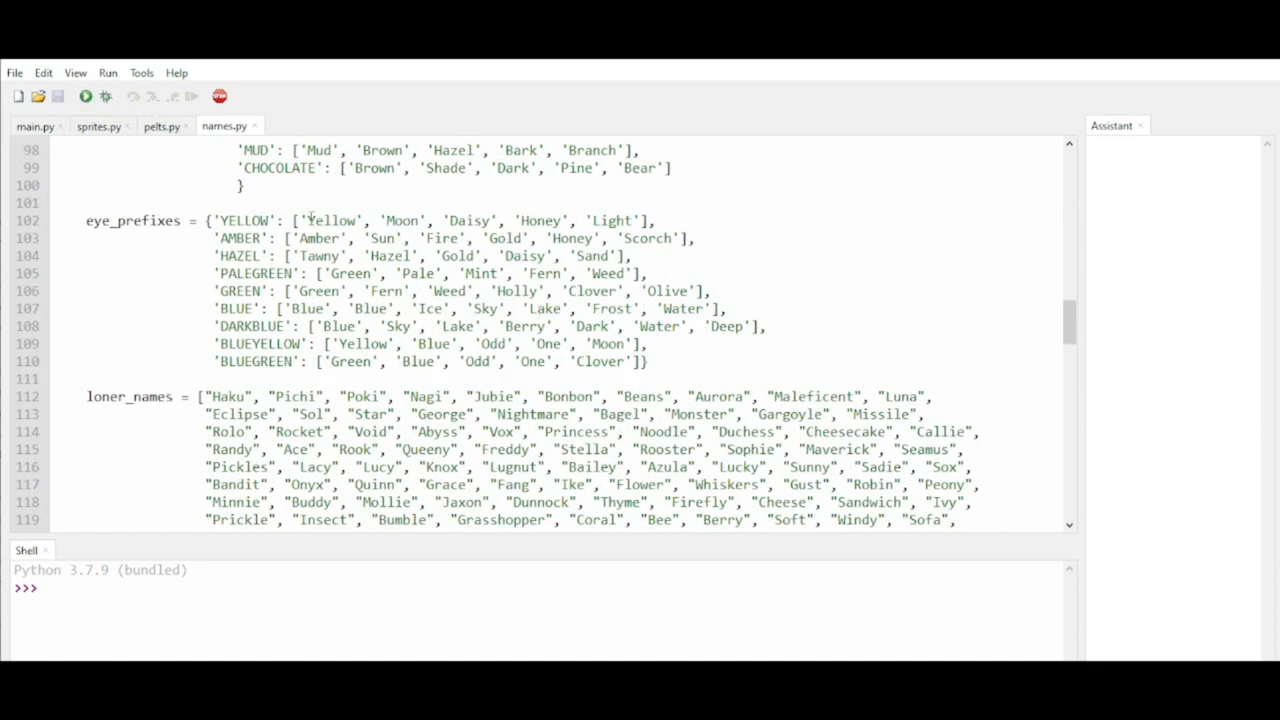 File Edit View Run Tools Help
STOP
main.py sprites.py pelts.py names.py
Assistant
98 'MUD': ['Mud', 'Brown', 'Hazel', 'Bark', 'Branch'],
99 'CHOCOLATE': ['Brown', 'Shade', 'Dark', 'Pine', 'Bear']
100 }
101
102 eye_prefixes = {'YELLOW': ['Yellow', 'Moon', 'Daisy', 'Honey', 'Light'],
103 'AMBER': ['Amber', 'Sun', 'Fire', 'Gold', 'Honey', 'Scorch'],
104 'HAZEL': ['Tawny', 'Hazel', 'Gold', 'Daisy', 'Sand'],
105 'PALEGREEN': ['Green', 'Pale', 'Mint', 'Fern', 'Weed'],
106 'GREEN': ['Green', 'Fern', 'Weed', 'Holly', 'Clover', 'Olive'],
107 'BLUE': ['Blue', 'Blue', 'Ice', 'Sky', 'Lake', 'Frost', 'Water'],
108 'DARKBLUE': ['Blue', 'Sky', 'Lake', 'Berry', 'Dark', 'Water', 'Deep'],
109 'BLUEYELLOW': ['Yellow', 'Blue', 'Odd', 'One', 'Moon'],
110 'BLUEGREEN': ['Green', 'Blue', 'Odd', 'One', 'Clover']}
111
112 loner_names = ["Haku", "Pichi", "Poki", "Nagi", "Jubie", "Bonbon", "Beans", "Aurora", "Maleficent", "Luna",
113 "Eclipse", "Sol", "Star", "George", "Nightmare", "Bagel", "Monster", "Gargoyle", "Missile",
114 "Rolo", "Rocket", "Void", "Abyss", "Vox", "Princess", "Noodle", "Duchess", "Cheesecake", "Callie",
115 "Randy", "Ace", "Rook", "Queeny", "Freddy", "Stella", "Rooster", "Sophie", "Maverick", "Seamus",
116 "Pickles", "Lacy", "Lucy", "Knox", "Lugnut", "Bailey", "Azula", "Lucky", "Sunny", "Sadie", "Sox",
117 "Bandit", "Onyx", "Quinn", "Grace", "Fang", "Ike", "Flower", "Whiskers", "Gust", "Robin", "Peony",
118 "Minnie", "Buddy", "Mollie", "Jaxon", "Dunnock", "Thyme", "Firefly", "Cheese", "Sandwich", "Ivy",
119 "Prickle", "Insect", "Bumble", "Grasshopper", "Coral", "Bee", "Berry", "Soft", "Windy", "Sofa",
Shell
Python 3.7.9 (bundled)
>>>